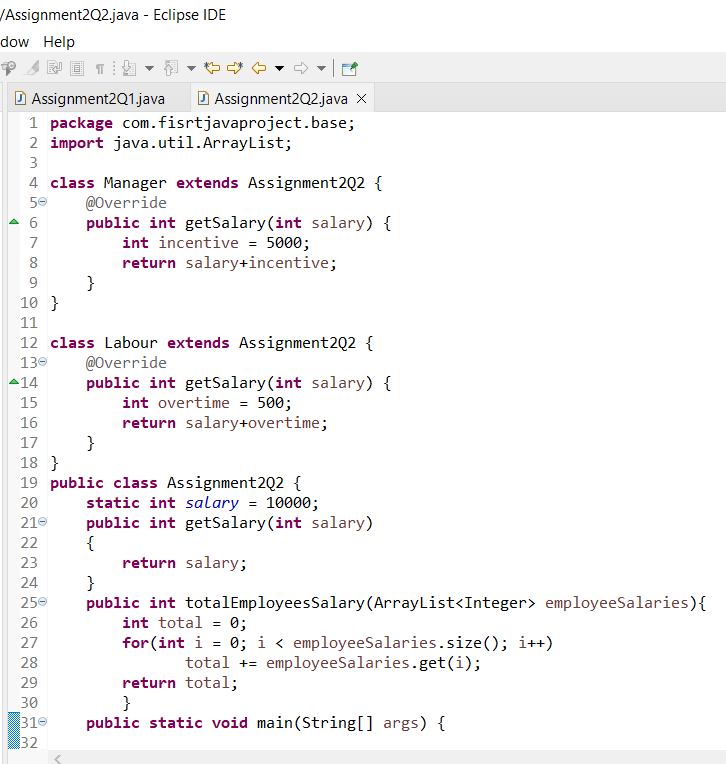 /Assignment2Q2.java - Eclipse IDE
dow Help
Assignment2Q1.java Assignment2Q2.java
1 package com.fisrtjavaproject.base;
2 import java.util.ArrayList;
3
4 class Manager extends Assignment2Q2 {
5 @Override
6 public int getSalary(int salary) {
7 int incentive = 5000;
8 return salary+incentive;
9 }
10 }
11
12 class Labour extends Assignment2Q2 {
13 @Override
14 public int getSalary(int salary) {
15 int overtime = 500;
16 return salary+overtime;
17 }
18 }
19 public class Assignment2Q2 {
20 static int salary = 10000;
21 public int getSalary(int salary)
22 {
23 return salary;
24 }
25 public int totalEmployeesSalary(ArrayList<Integer> employeeSalaries){
26 int total = 0;
27 for(int i = 0; i < employeeSalaries.size(); i++)
28 total += employeeSalaries.get(i);
29 return total;
30 }
31 public static void main(String[] args) {
32